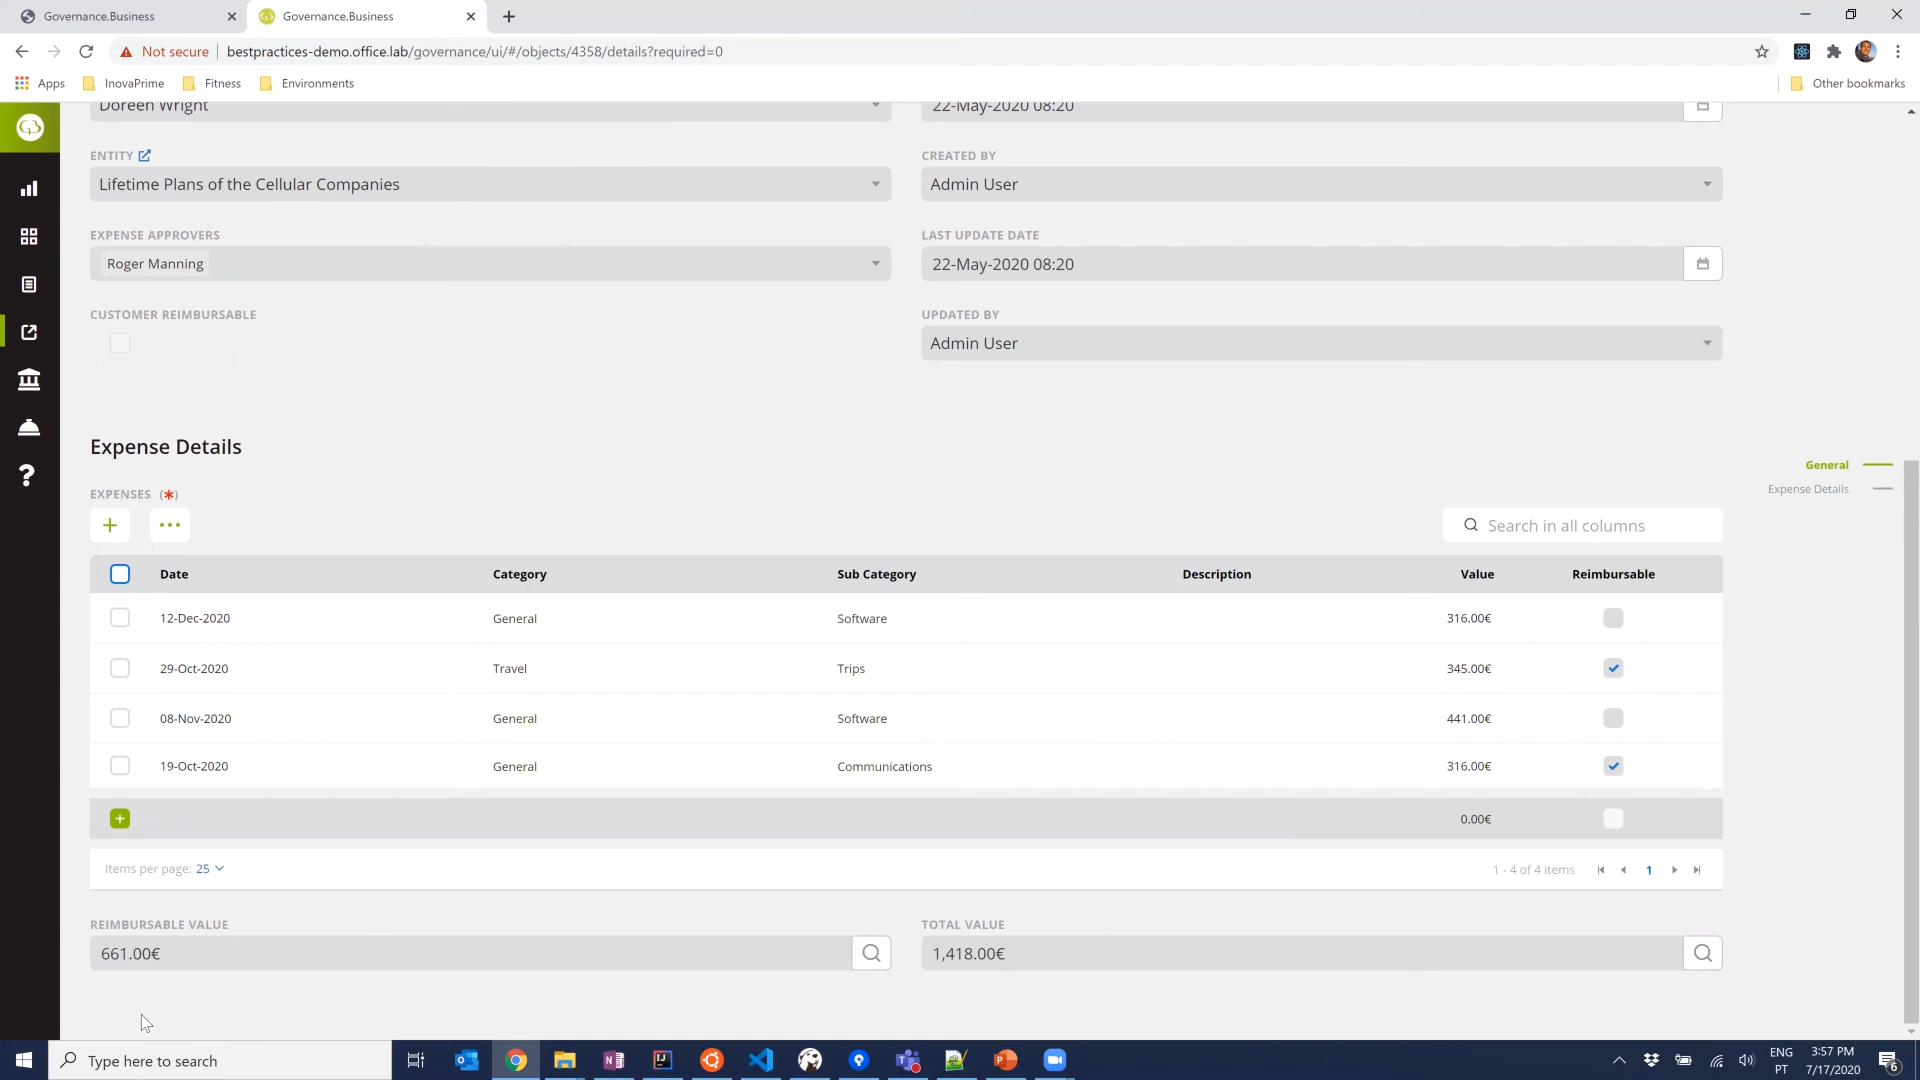 Governance.Business
Governance.Business
Not secure
bestpractices-demo.office.lab/governance/ui/#/objects/4358/details?required=0
Apps
InovaPrime
Fitness
Environments
Other bookmarks
Doreen Wright
22-May-2020 08:20
ENTITY
CREATED BY
Lifetime Plans of the Cellular Companies
Admin User
EXPENSE APPROVERS
LAST UPDATE DATE
Roger Manning
22-May-2020 08:20
CUSTOMER REIMBURSABLE
UPDATED BY
Admin User
Expense Details
General
Expense Details
EXPENSES (*)
Search in all columns
Date Category Sub Category Description Value Reimbursable
12-Dec-2020 General Software 316.00€
29-Oct-2020 Travel Trips 345.00€
08-Nov-2020 General Software 441.00€
19-Oct-2020 General Communications 316.00€
0.00€
Items per page: 25
1 - 4 of 4 items
1
REIMBURSABLE VALUE
TOTAL VALUE
661.00€
1,418.00€
Type here to search
ENG
PT
3:57 PM
7/17/2020
6